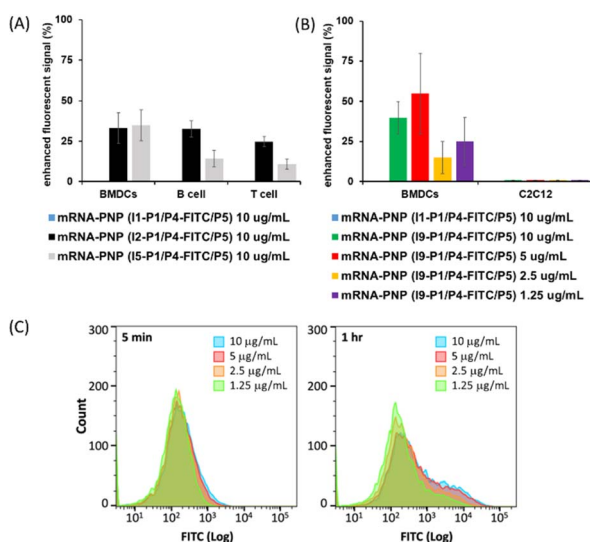 (A)
enhanced fluorescent signal (%)
100
75
50
25
0
BMDCs B cell T cell
mRNA-PNP (I1-P1/P4-FITC/P5) 10 ug/mL
mRNA-PNP (I2-P1/P4-FITC/P5) 10 ug/mL
mRNA-PNP (I5-P1/P4-FITC/P5) 10 ug/mL
(B)
enhanced fluorescent signal (%)
100
75
50
25
0
BMDCs C2C12
mRNA-PNP (I1-P1/P4-FITC/P5) 10 ug/mL
mRNA-PNP (I9-P1/P4-FITC/P5) 10 ug/mL
mRNA-PNP (I9-P1/P4-FITC/P5) 5 ug/mL
mRNA-PNP (I9-P1/P4-FITC/P5) 2.5 ug/mL
mRNA-PNP (I9-P1/P4-FITC/P5) 1.25 ug/mL
(C)
Count
300
200
100
0
5 min
10 μg/mL
5 μg/mL
2.5 μg/mL
1.25 μg/mL
10¹ 10² 10³ 10⁴ 10⁵
FITC (Log)
300
200
100
0
1 hr
10 μg/mL
5 μg/mL
2.5 μg/mL
1.25 μg/mL
10¹ 10² 10³ 10⁴ 10⁵
FITC (Log)